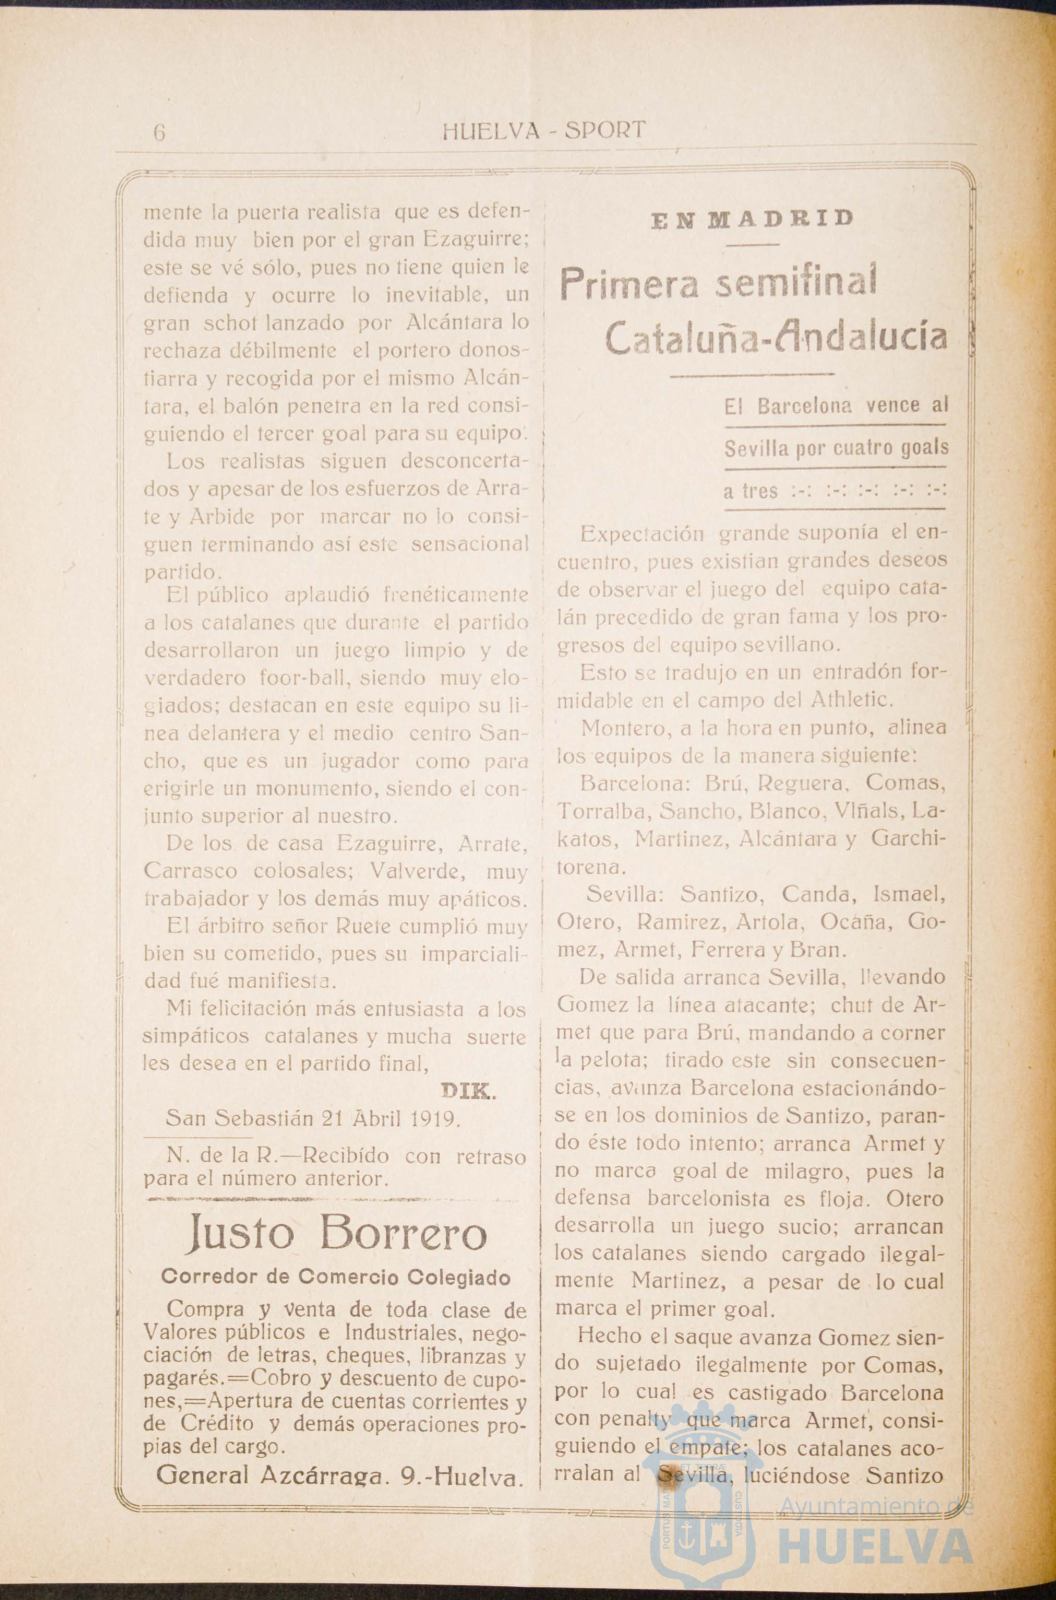 6
HUELVA - SPORT
mente la puerta realista que es defen-
dida muy bien por el gran Ezaguirre;
este se vé sólo, pues no tiene quien le
defienda y ocurre lo inevitable, un
gran schot lanzado por Alcántara lo
rechaza débilmente el portero donos-
tiarra y recogida por el mismo Alcán-
tara, el balón penetra en la red consi-
guiendo el tercer goal para su equipo.
Los realistas siguen desconcerta-
dos y apesar de los esfuerzos de Arra-
te y Arbide por marcar no lo consi-
guen terminando así este sensacional
partido.
El público aplaudió frenéticamente
a los catalanes que durante el partido
desarrollaron un juego limpio y de
verdadero foor-ball, siendo muy elo-
giados; destacan en este equipo su lí-
nea delantera y el medio centro San-
cho, que es un jugador como para
erigirle un monumento, siendo el con-
junto superior al nuestro.
De los de casa Ezaguirre, Arrate,
Carrasco colosales; Valverde, muy
trabajador y los demás muy apáticos.
El árbitro señor Ruete cumplió muy
bien su cometido, pues su imparciali-
dad fué manifiesta.
Mi felicitación más entusiasta a los
simpáticos catalanes y mucha suerte
les desea en el partido final,
DIK.
San Sebastián 21 Abril 1919.
N. de la R.—Recibído con retraso
para el número anterior.
Justo Borrero
Corredor de Comercio Colegiado
Compra y venta de toda clase de
Valores públicos e Industriales, nego-
ciación de letras, cheques, libranzas y
pagarés.=Cobro y descuento de cupo-
nes,=Apertura de cuentas corrientes y
de Crédito y demás operaciones pro-
pias del cargo.
General Azcárraga. 9.-Huelva.
EN MADRID
Primera semifinal
Cataluña-Andalucía
El Barcelona vence al
Sevilla por cuatro goals
a tres :-: :-: :-: :-: :-:
Expectación grande suponía el en-
cuentro, pues existian grandes deseos
de observar el juego del equipo cata-
lán precedido de gran fama y los pro-
gresos del equipo sevillano.
Esto se tradujo en un entradón for-
midable en el campo del Athletic.
Montero, a la hora en punto, alinea
los equipos de la manera siguiente:
Barcelona: Brú, Reguera, Comas,
Torralba, Sancho, Blanco, VIñals, La-
katos, Martinez, Alcántara y Garchi-
torena.
Sevilla: Santizo, Canda, Ismael,
Otero, Ramirez, Artola, Ocaña, Go-
mez, Armet, Ferrera y Bran.
De salida arranca Sevilla, llevando
Gomez la línea atacante; chut de Ar-
met que para Brú, mandando a corner
la pelota; tirado este sin consecuen-
cias, avanza Barcelona estacionándo-
se en los dominios de Santizo, paran-
do éste todo intento; arranca Armet y
no marca goal de milagro, pues la
defensa barcelonista es floja. Otero
desarrolla un juego sucio; arrancan
los catalanes siendo cargado ilegal-
mente Martinez, a pesar de lo cual
marca el primer goal.
Hecho el saque avanza Gomez sien-
do sujetado ilegalmente por Comas,
por lo cual es castigado Barcelona
con penalty que marca Armet, consi-
guiendo el empate; los catalanes aco-
rralan al Sevilla, luciéndose Santizo
PORTUS MARIS ET TERRÆ CUSTODIA
Ayuntamiento de
HUELVA